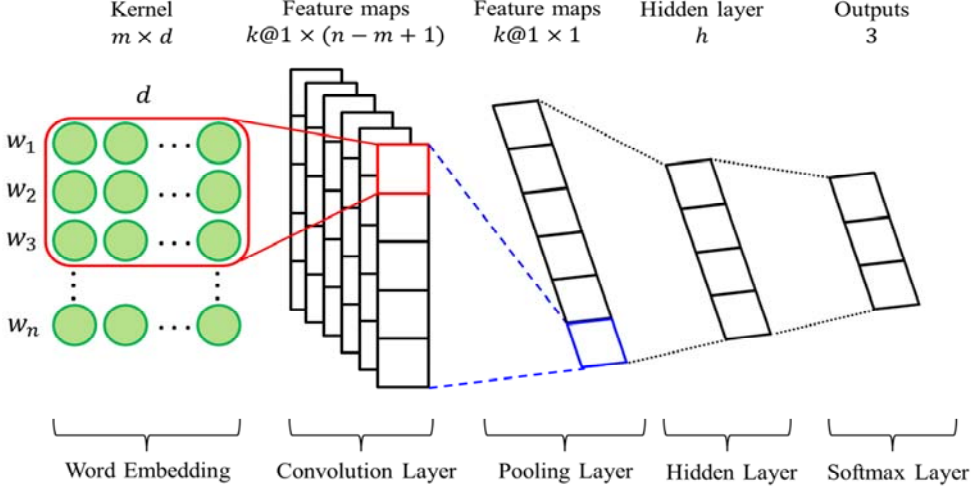 Kernel
m × d
Feature maps
k@1 × (n − m + 1)
Feature maps
k@1 × 1
Hidden layer
h
Outputs
3
d
w₁
w₂
w₃
wₙ
Word Embedding
Convolution Layer
Pooling Layer
Hidden Layer
Softmax Layer